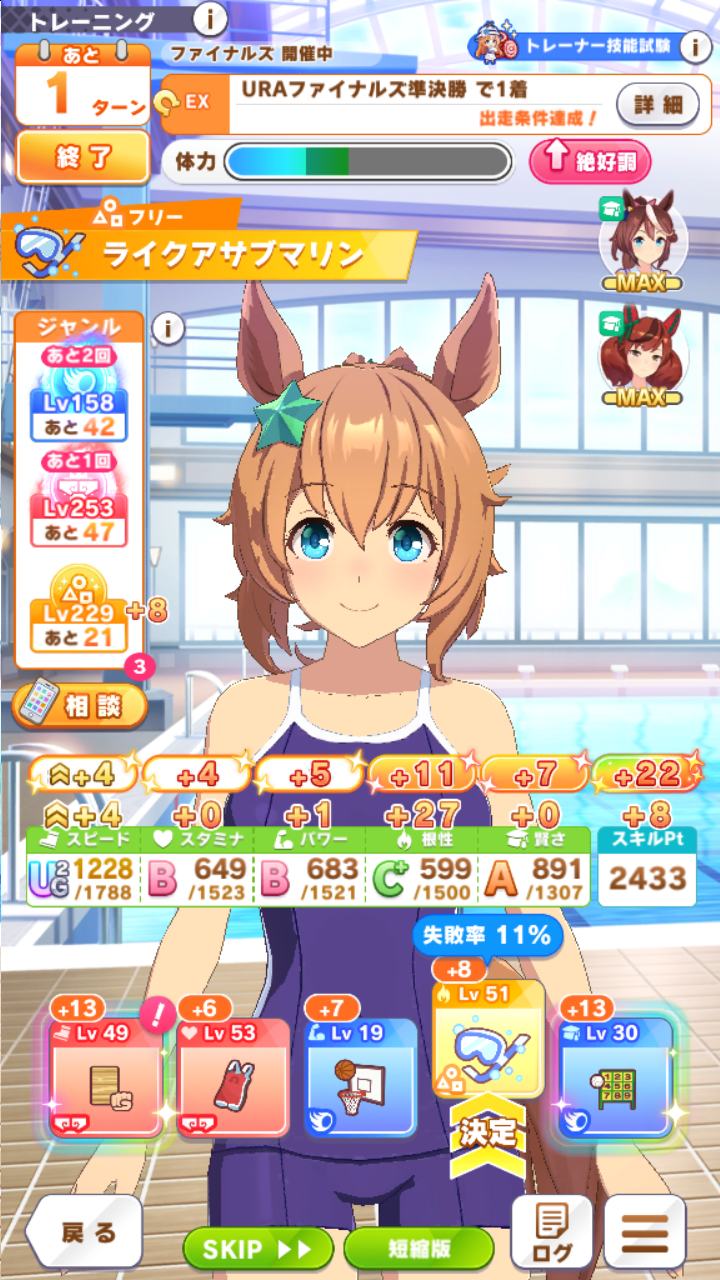 トレーニング
i
あと
1 ターン
終了
ファイナルズ 開催中
トレーナー技能試験
i
EX
URAファイナルズ準決勝 で1着
出走条件達成!
詳細
体力
絶好調
フリー
ライクアサブマリン
MAX
MAX
ジャンル
i
あと2回
Lv158
あと 42
あと1回
Lv253
あと 47
Lv229 +8
あと 21
3
相談
+4 +4 +5 +11 +7 +22
+4 +0 +1 +27 +0 +8
スピード スタミナ パワー 根性 賢さ スキルPt
UG2 1228 /1788
B 649 /1523
B 683 /1521
C+ 599 /1500
A 891 /1307
2433
失敗率 11%
+13 ! +6 +7 +8 +13
Lv 49 Lv 53 Lv 19 Lv 51 Lv 30
決定
戻る
SKIP
短縮版
ログ